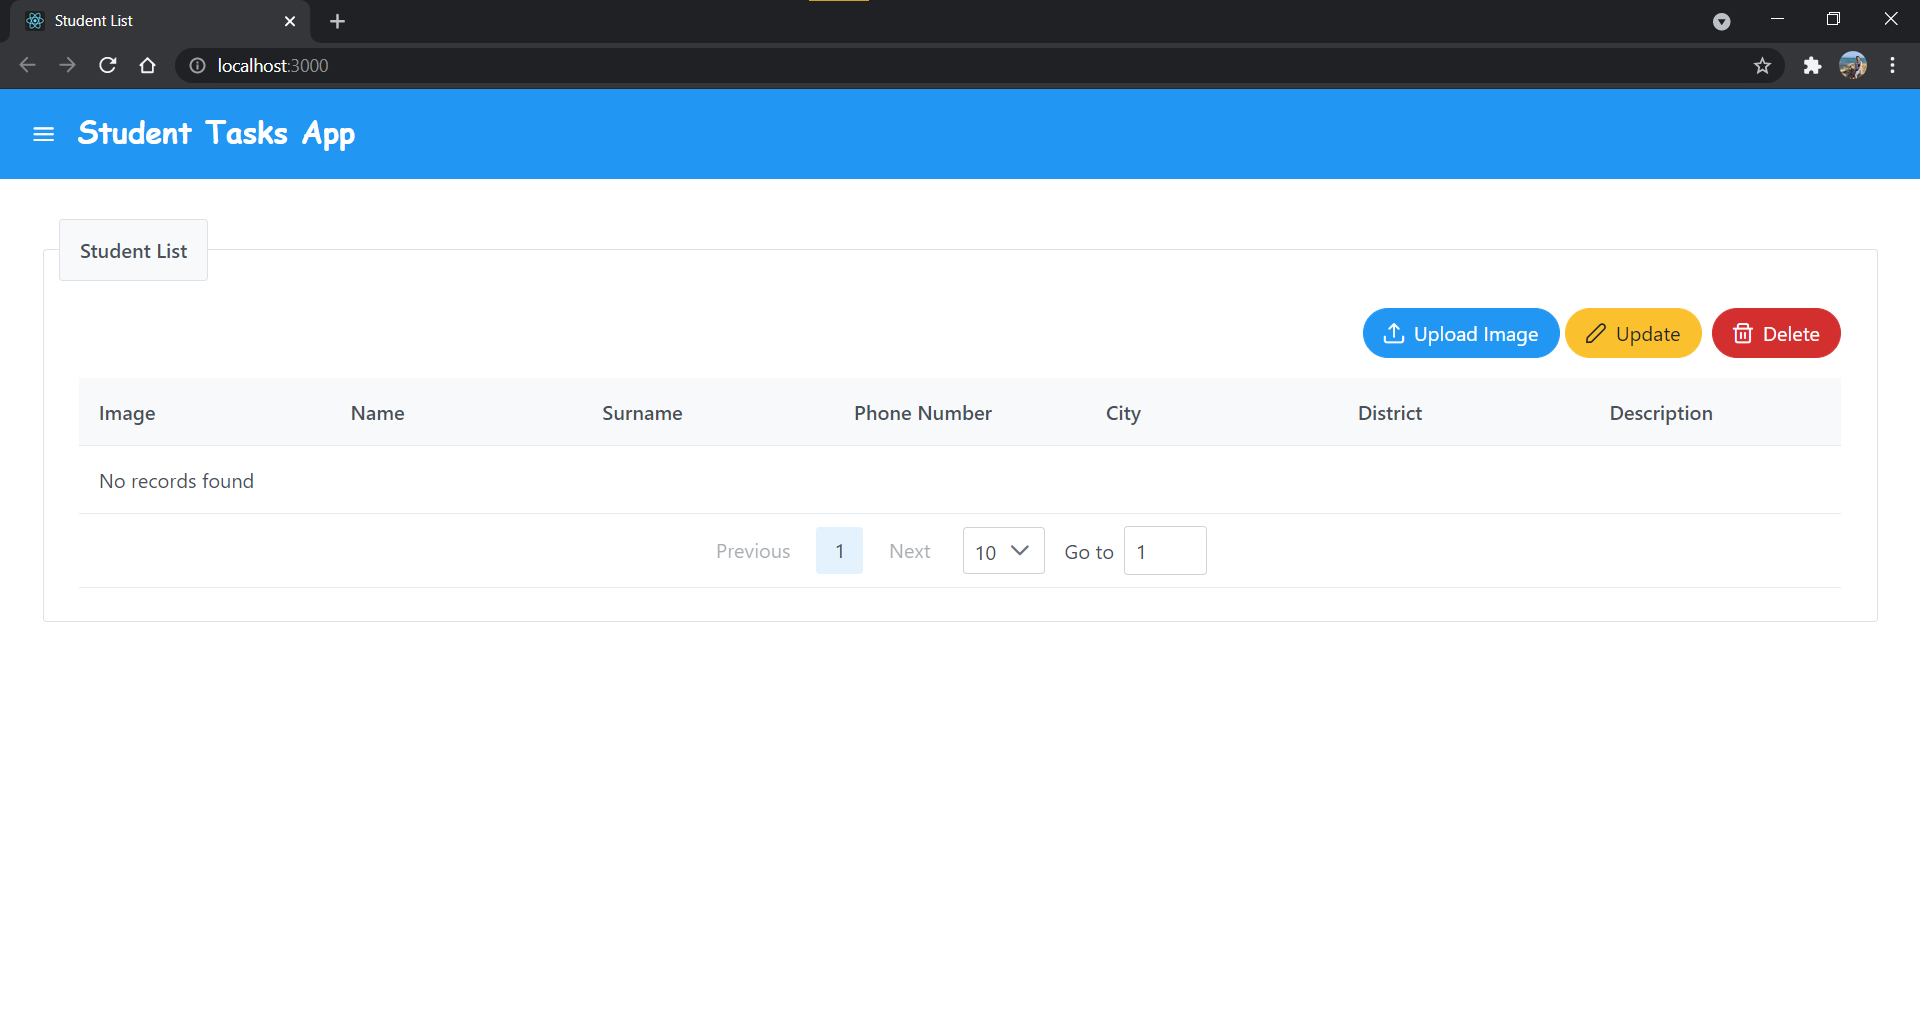 Student List
localhost:3000
Student Tasks App
Student List
Upload Image Update Delete
Image Name Surname Phone Number City District Description
No records found
Previous 1 Next 10 Go to 1